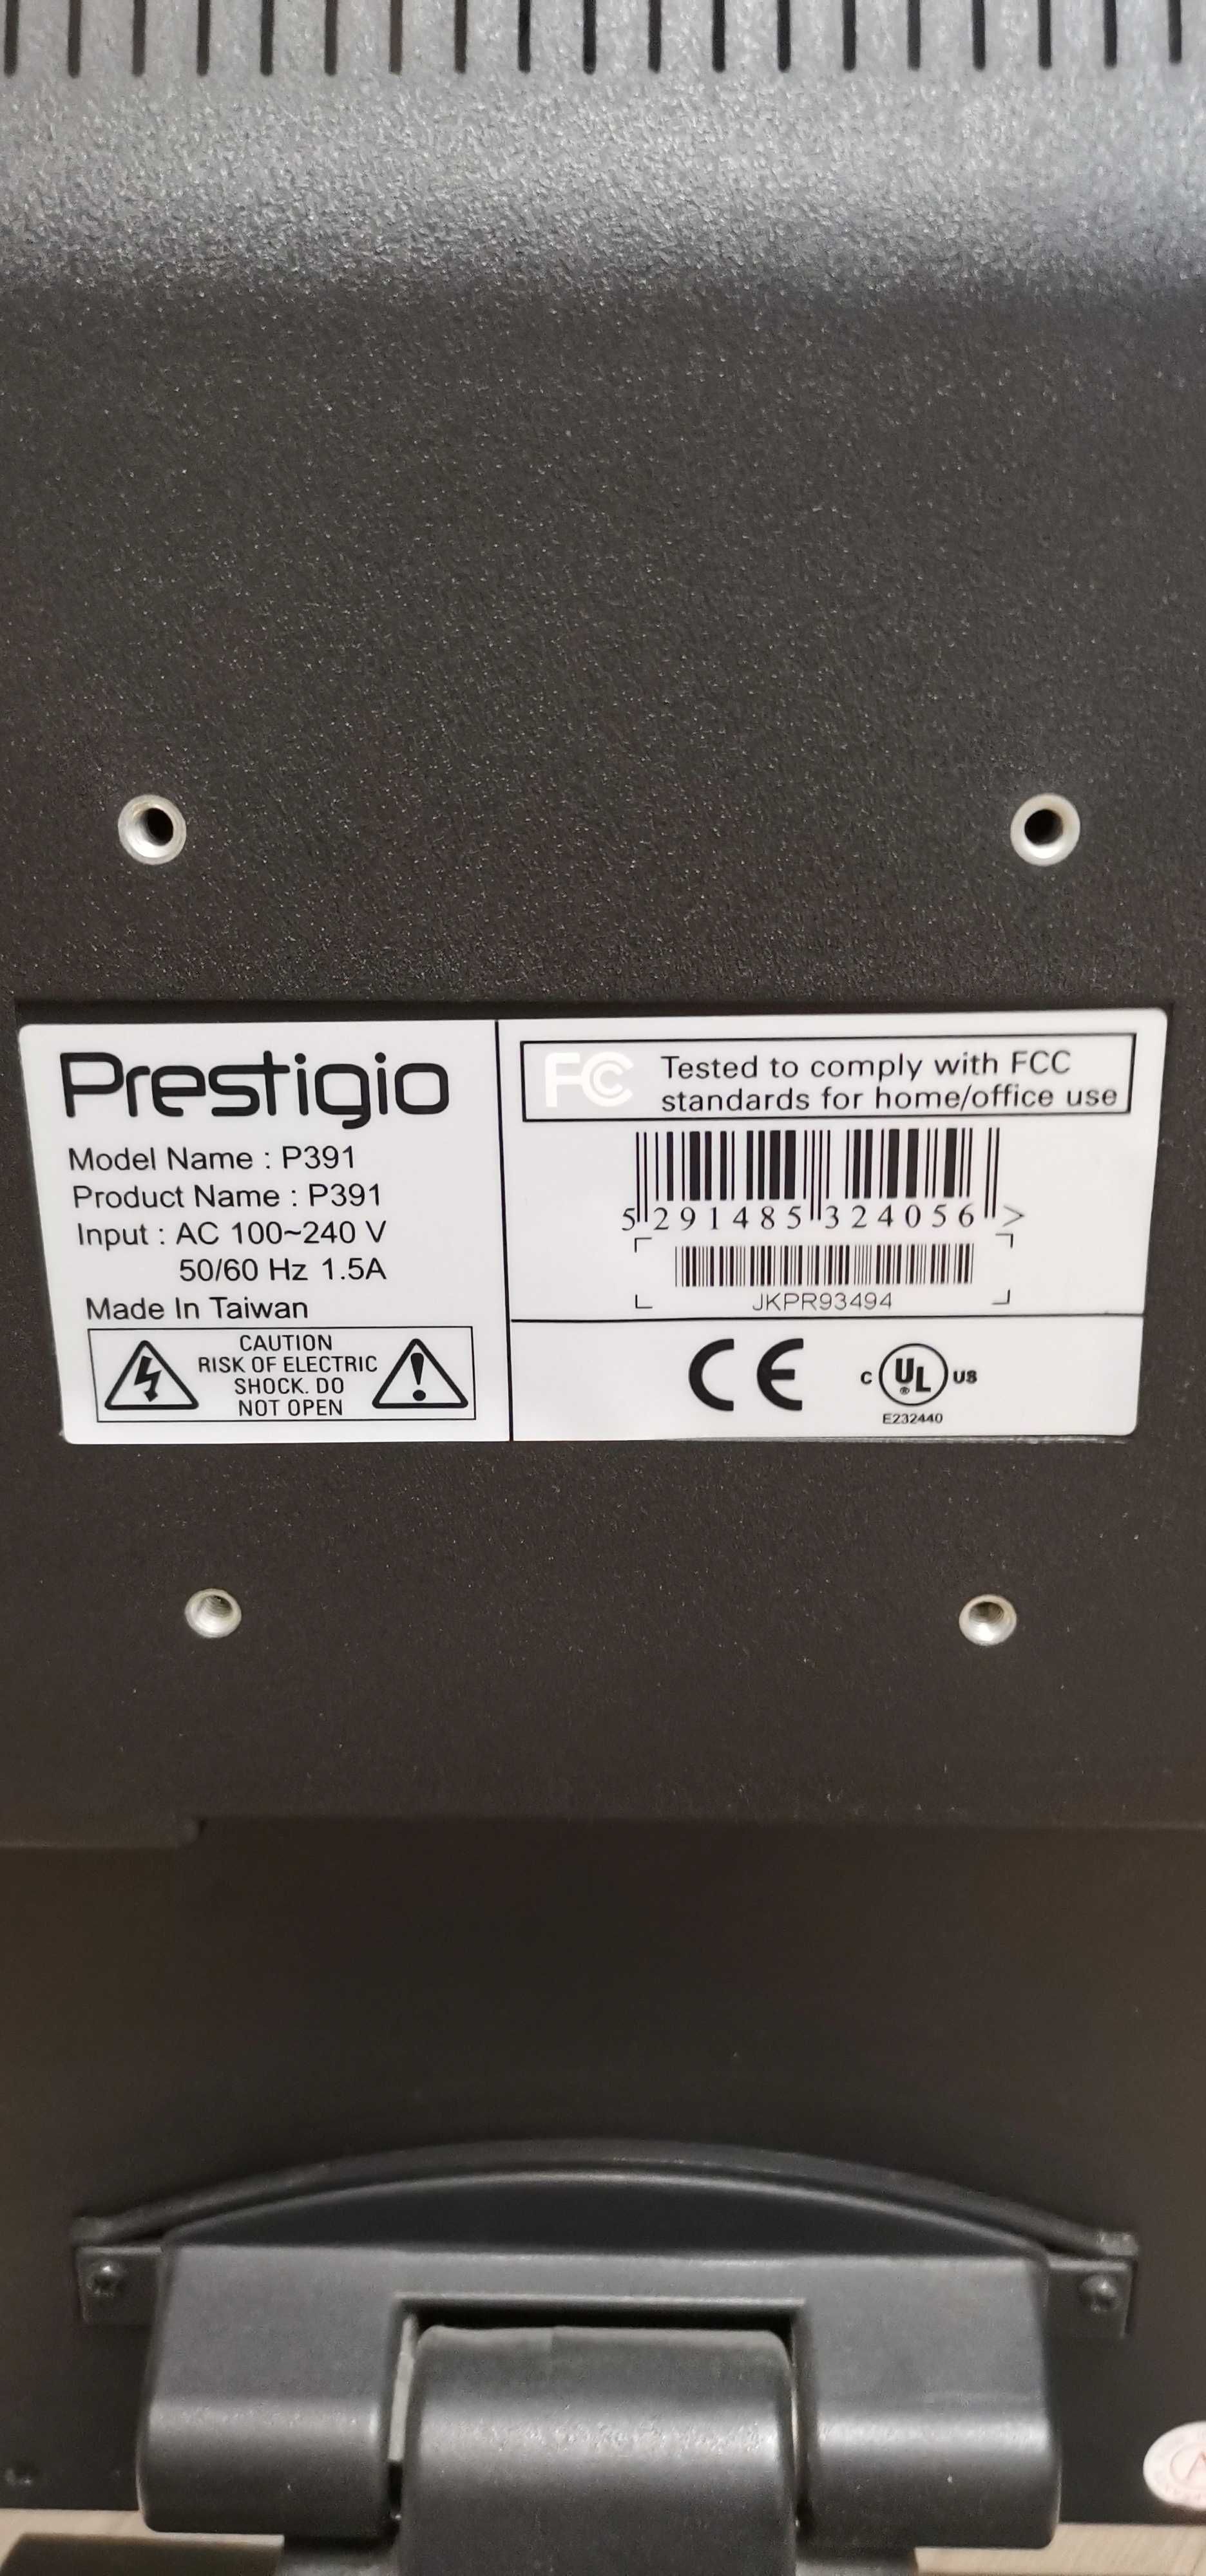 Prestigio
Model Name : P391
Product Name : P391
Input : AC 100~240 V
50/60 Hz 1.5A
Made In Taiwan
CAUTION
RISK OF ELECTRIC
SHOCK. DO
NOT OPEN
FC Tested to comply with FCC
standards for home/office use
5 291485 324056 >
JKPR93494
CE
C UL ® US
E232440